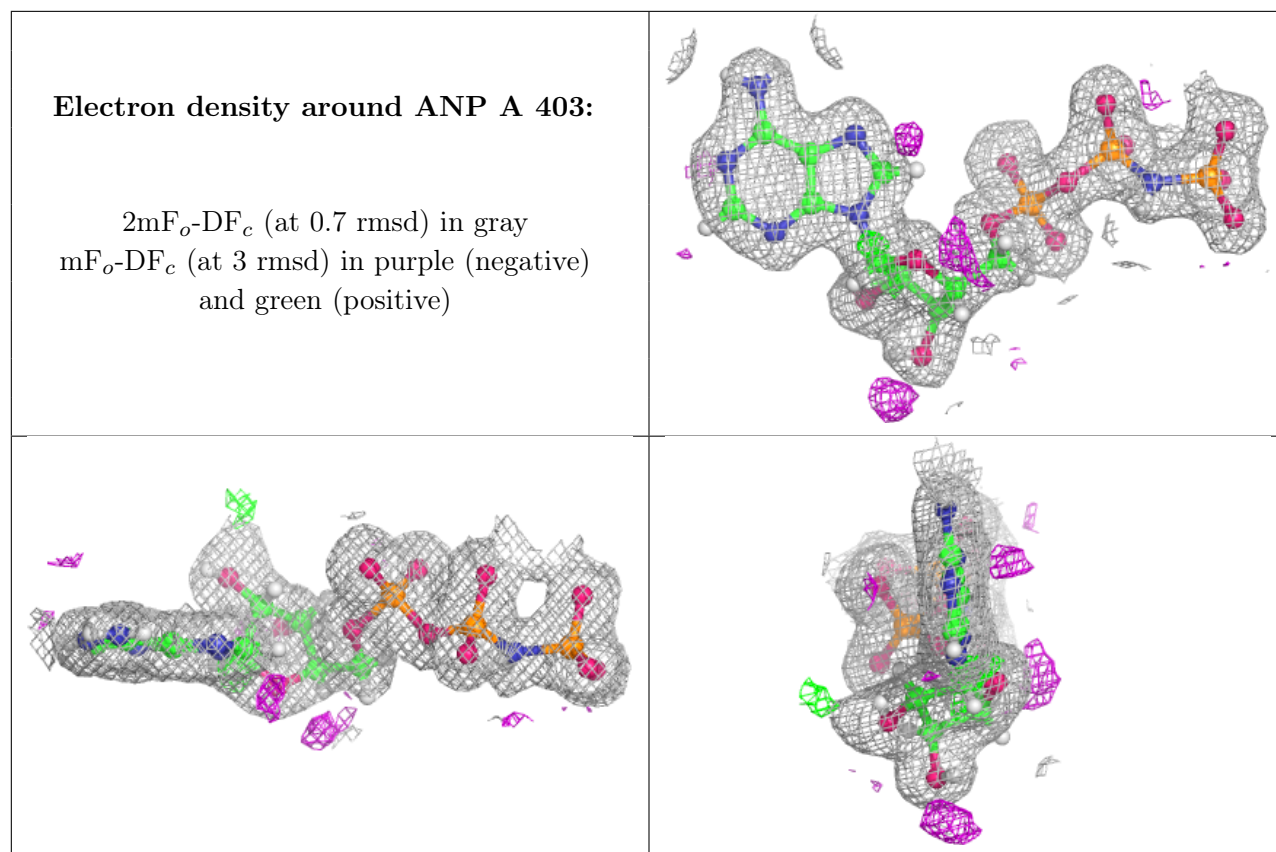 Electron density around ANP A 403:
2mFo-DFc (at 0.7 rmsd) in gray
mFo-DFc (at 3 rmsd) in purple (negative)
and green (positive)